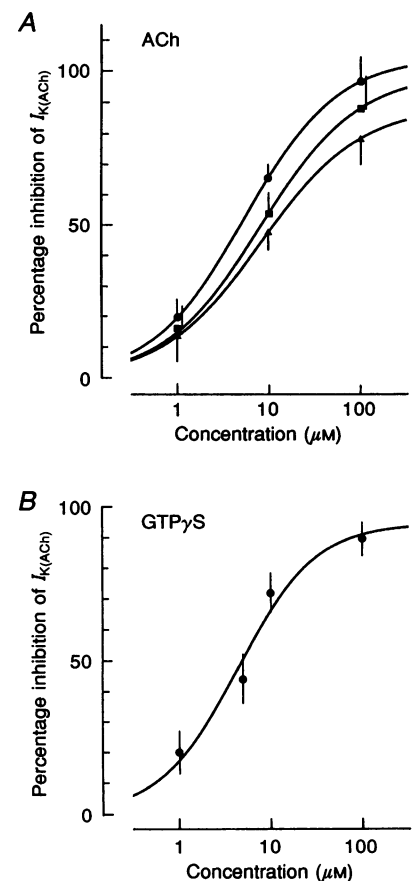 A
ACh
Percentage inhibition of I_K(ACh)
100
50
0
1 10 100
Concentration (μM)
B
GTPγS
Percentage inhibition of I_K(ACh)
100
50
0
1 10 100
Concentration (μM)